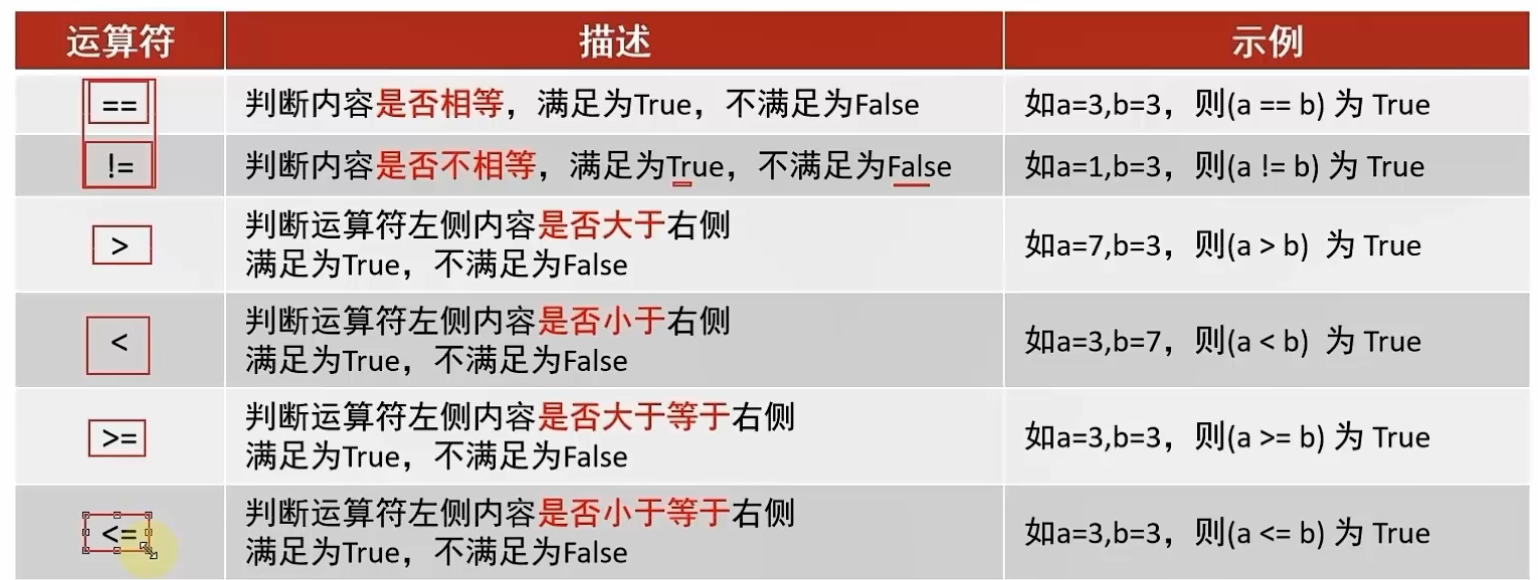 运算符 描述 示例
== 判断内容是否相等，满足为True，不满足为False 如a=3,b=3，则(a == b) 为 True
!= 判断内容是否不相等，满足为True，不满足为False 如a=1,b=3，则(a != b) 为 True
> 判断运算符左侧内容是否大于右侧
满足为True，不满足为False 如a=7,b=3，则(a > b) 为 True
< 判断运算符左侧内容是否小于右侧
满足为True，不满足为False 如a=3,b=7，则(a < b) 为 True
>= 判断运算符左侧内容是否大于等于右侧
满足为True，不满足为False 如a=3,b=3，则(a >= b) 为 True
<= 判断运算符左侧内容是否小于等于右侧
满足为True，不满足为False 如a=3,b=3，则(a <= b) 为 True